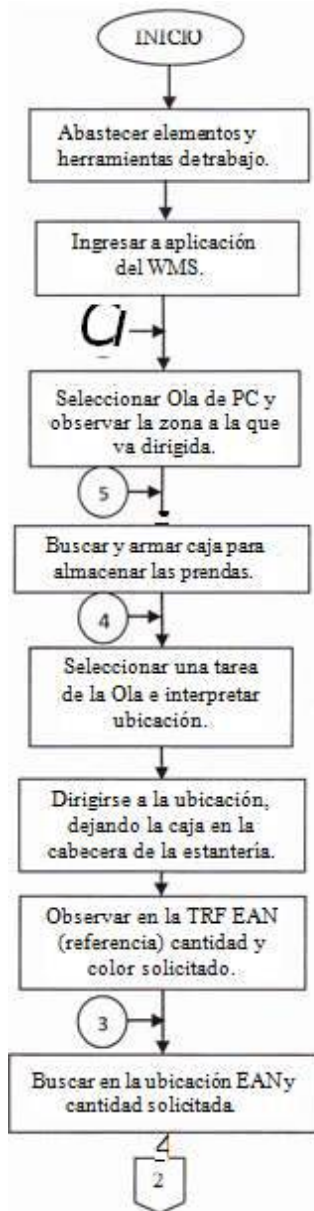 INICIO
Abastecer elementos y
herramientas de trabajo.
Ingresar a aplicación
del WMS.
Seleccionar Ola de PC y
observar la zona a la que
va dirigida.
5
Buscar y armar caja para
almacenar las prendas.
4
Seleccionar una tarea
de la Ola e interpretar
ubicación.
Dirigirse a la ubicación,
dejando la caja en la
cabecera de la estantería.
Observar en la TRF EAN
(referencia) cantidad y
color solicitado.
3
Buscar en la ubicación EAN y
cantidad solicitada.
2